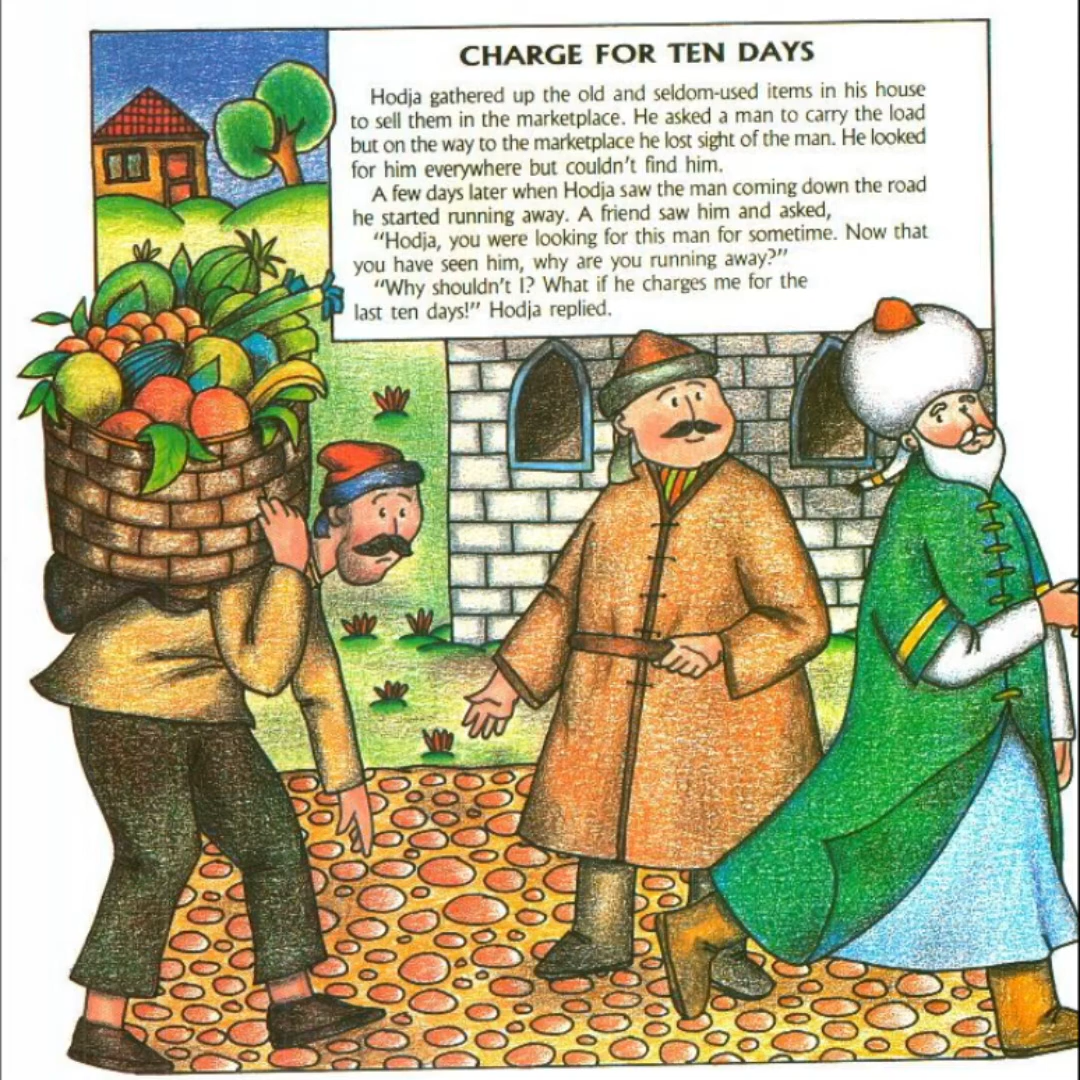 CHARGE FOR TEN DAYS
Hodja gathered up the old and seldom-used items in his house
to sell them in the marketplace. He asked a man to carry the load
but on the way to the marketplace he lost sight of the man. He looked
for him everywhere but couldn't find him.
A few days later when Hodja saw the man coming down the road
he started running away. A friend saw him and asked,
"Hodja, you were looking for this man for sometime. Now that
you have seen him, why are you running away?"
"Why shouldn't I? What if he charges me for the
last ten days!" Hodja replied.